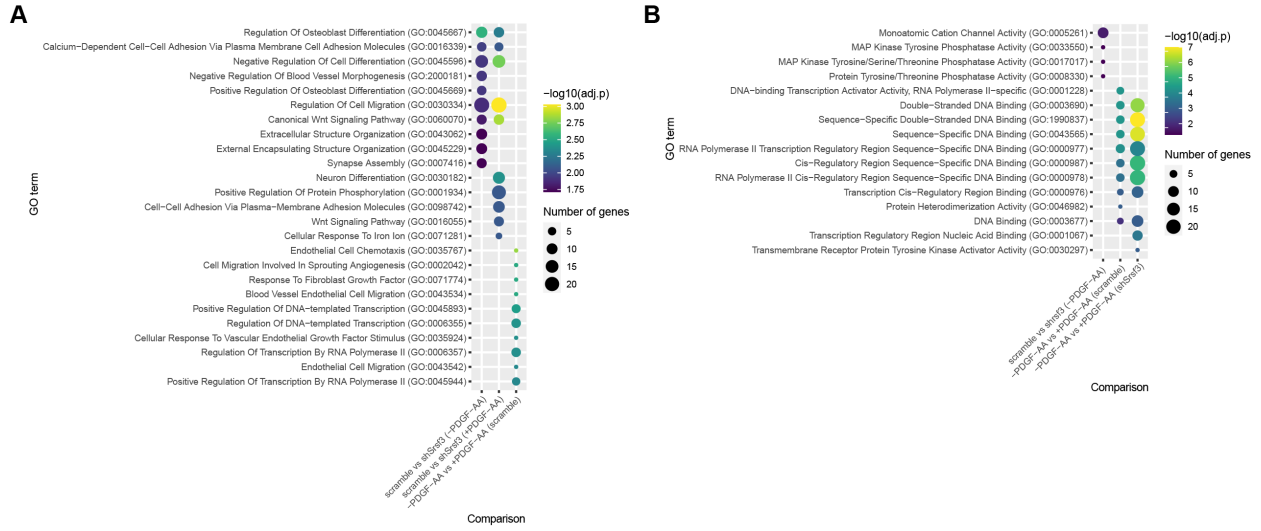 A
GO term
Regulation Of Osteoblast Differentiation (GO:0045667)
Calcium−Dependent Cell−Cell Adhesion Via Plasma Membrane Cell Adhesion Molecules (GO:0016339)
Negative Regulation Of Cell Differentiation (GO:0045596)
Negative Regulation Of Blood Vessel Morphogenesis (GO:2000181)
Positive Regulation Of Osteoblast Differentiation (GO:0045669)
Regulation Of Cell Migration (GO:0030334)
Canonical Wnt Signaling Pathway (GO:0060070)
Extracellular Structure Organization (GO:0043062)
External Encapsulating Structure Organization (GO:0045229)
Synapse Assembly (GO:0007416)
Neuron Differentiation (GO:0030182)
Positive Regulation Of Protein Phosphorylation (GO:0001934)
Cell−Cell Adhesion Via Plasma−Membrane Adhesion Molecules (GO:0098742)
Wnt Signaling Pathway (GO:0016055)
Cellular Response To Iron Ion (GO:0071281)
Endothelial Cell Chemotaxis (GO:0035767)
Cell Migration Involved In Sprouting Angiogenesis (GO:0002042)
Response To Fibroblast Growth Factor (GO:0071774)
Blood Vessel Endothelial Cell Migration (GO:0043534)
Positive Regulation Of DNA−templated Transcription (GO:0045893)
Regulation Of DNA−templated Transcription (GO:0006355)
Cellular Response To Vascular Endothelial Growth Factor Stimulus (GO:0035924)
Regulation Of Transcription By RNA Polymerase II (GO:0006357)
Endothelial Cell Migration (GO:0043542)
Positive Regulation Of Transcription By RNA Polymerase II (GO:0045944)
scramble vs shSrsf3 (−PDGF−AA)
scramble vs shSrsf3 (+PDGF−AA)
−PDGF−AA vs +PDGF−AA (scramble)
Comparison
−log10(adj.p)
3.00
2.75
2.50
2.25
2.00
1.75
Number of genes
5
10
15
20
B
GO term
Monoatomic Cation Channel Activity (GO:0005261)
MAP Kinase Tyrosine Phosphatase Activity (GO:0033550)
MAP Kinase Tyrosine/Serine/Threonine Phosphatase Activity (GO:0017017)
Protein Tyrosine/Threonine Phosphatase Activity (GO:0008330)
DNA−binding Transcription Activator Activity, RNA Polymerase II−specific (GO:0001228)
Double−Stranded DNA Binding (GO:0003690)
Sequence−Specific Double−Stranded DNA Binding (GO:1990837)
Sequence−Specific DNA Binding (GO:0043565)
RNA Polymerase II Transcription Regulatory Region Sequence−Specific DNA Binding (GO:0000977)
Cis−Regulatory Region Sequence−Specific DNA Binding (GO:0000987)
RNA Polymerase II Cis−Regulatory Region Sequence−Specific DNA Binding (GO:0000978)
Transcription Cis−Regulatory Region Binding (GO:0000976)
Protein Heterodimerization Activity (GO:0046982)
DNA Binding (GO:0003677)
Transcription Regulatory Region Nucleic Acid Binding (GO:0001067)
Transmembrane Receptor Protein Tyrosine Kinase Activator Activity (GO:0030297)
scramble vs shrsf3 (−PDGF−AA)
−PDGF−AA vs +PDGF−AA (scramble)
−PDGF−AA vs +PDGF−AA (shSrsf3)
Comparison
−log10(adj.p)
7
6
5
4
3
2
Number of genes
5
10
15
20